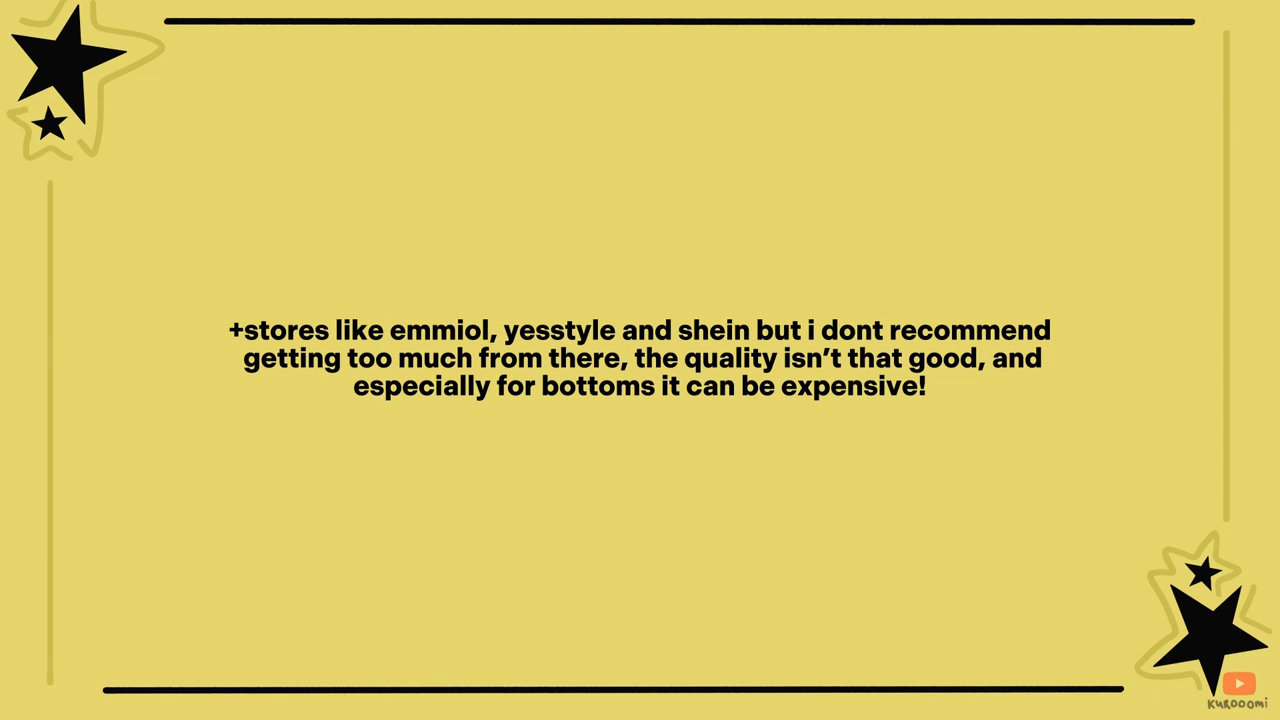 +stores like emmiol, yesstyle and shein but i dont recommend
getting too much from there, the quality isn’t that good, and
especially for bottoms it can be expensive!
KUROOOMI